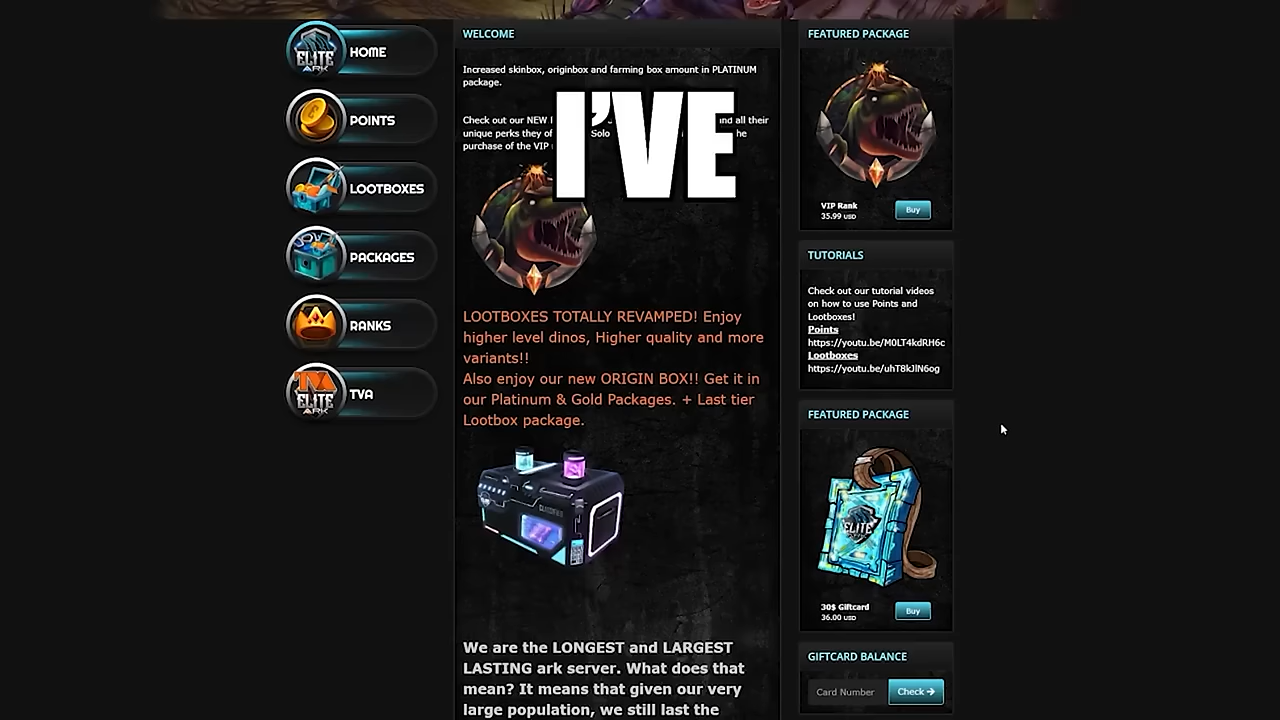 HOME
POINTS
LOOTBOXES
PACKAGES
RANKS
TVA
ELITE
ARK
TVA
ELITE
ARK
WELCOME
Increased skinbox, originbox and farming box amount in PLATINUM
package.
Check out our NEW and all their
unique perks they of Solo he
purchase of the VIP
I'VE
LOOTBOXES TOTALLY REVAMPED! Enjoy
higher level dinos, Higher quality and more
variants!!
Also enjoy our new ORIGIN BOX!! Get it in
our Platinum & Gold Packages. + Last tier
Lootbox package.
We are the LONGEST and LARGEST
LASTING ark server. What does that
mean? It means that given our very
large population, we still last the
FEATURED PACKAGE
VIP Rank
35.99 USD
Buy
TUTORIALS
Check out our tutorial videos
on how to use Points and
Lootboxes!
Points
https://youtu.be/M0LT4kdRH6c
Lootboxes
https://youtu.be/uhT8kJlN6og
FEATURED PACKAGE
ELITE
30$ Giftcard
36.00 USD
Buy
GIFTCARD BALANCE
Card Number
Check →